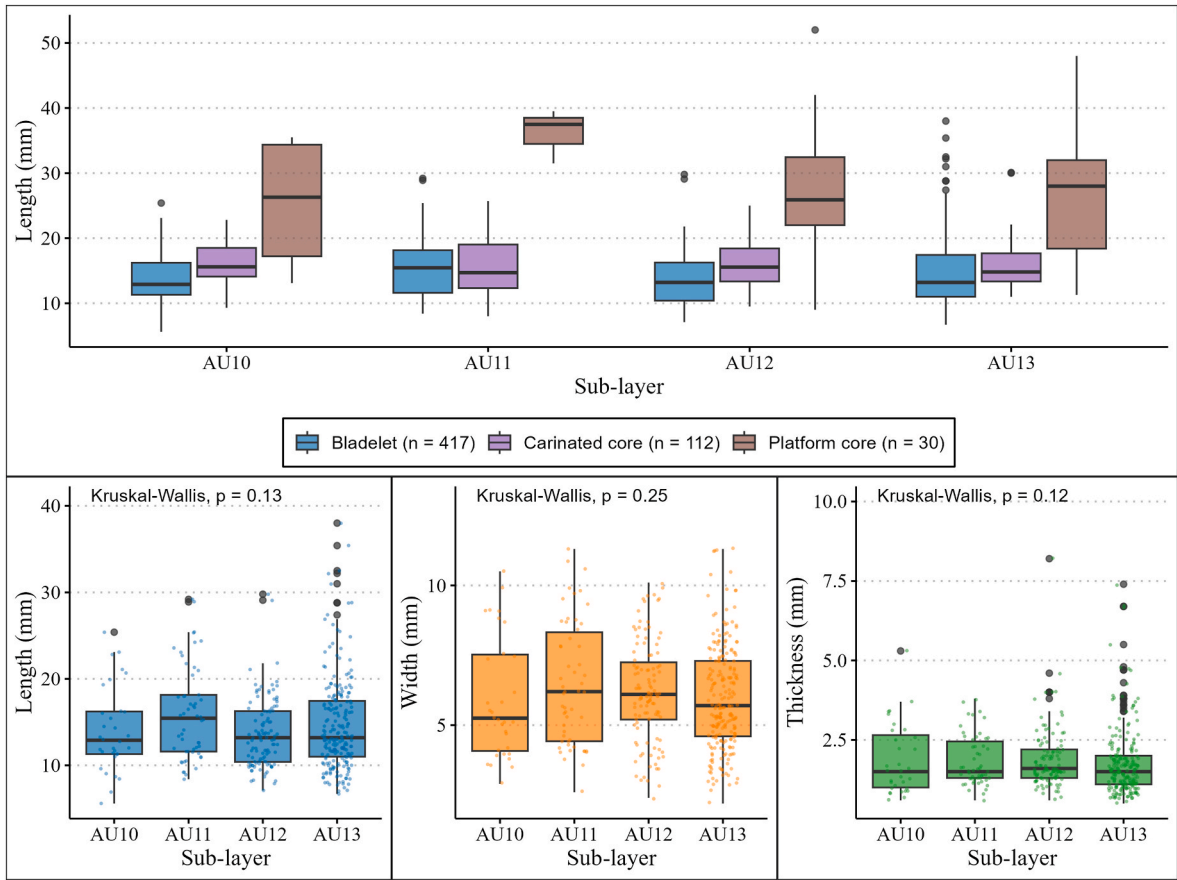 50
40
30
20
10
Length (mm)
AU10 AU11 AU12 AU13
Sub-layer
Bladelet (n = 417) Carinated core (n = 112) Platform core (n = 30)
Kruskal-Wallis, p = 0.13
40
30
20
10
Length (mm)
AU10 AU11 AU12 AU13
Sub-layer
Kruskal-Wallis, p = 0.25
10
5
Width (mm)
AU10 AU11 AU12 AU13
Sub-layer
Kruskal-Wallis, p = 0.12
10.0
7.5
5.0
2.5
Thickness (mm)
AU10 AU11 AU12 AU13
Sub-layer